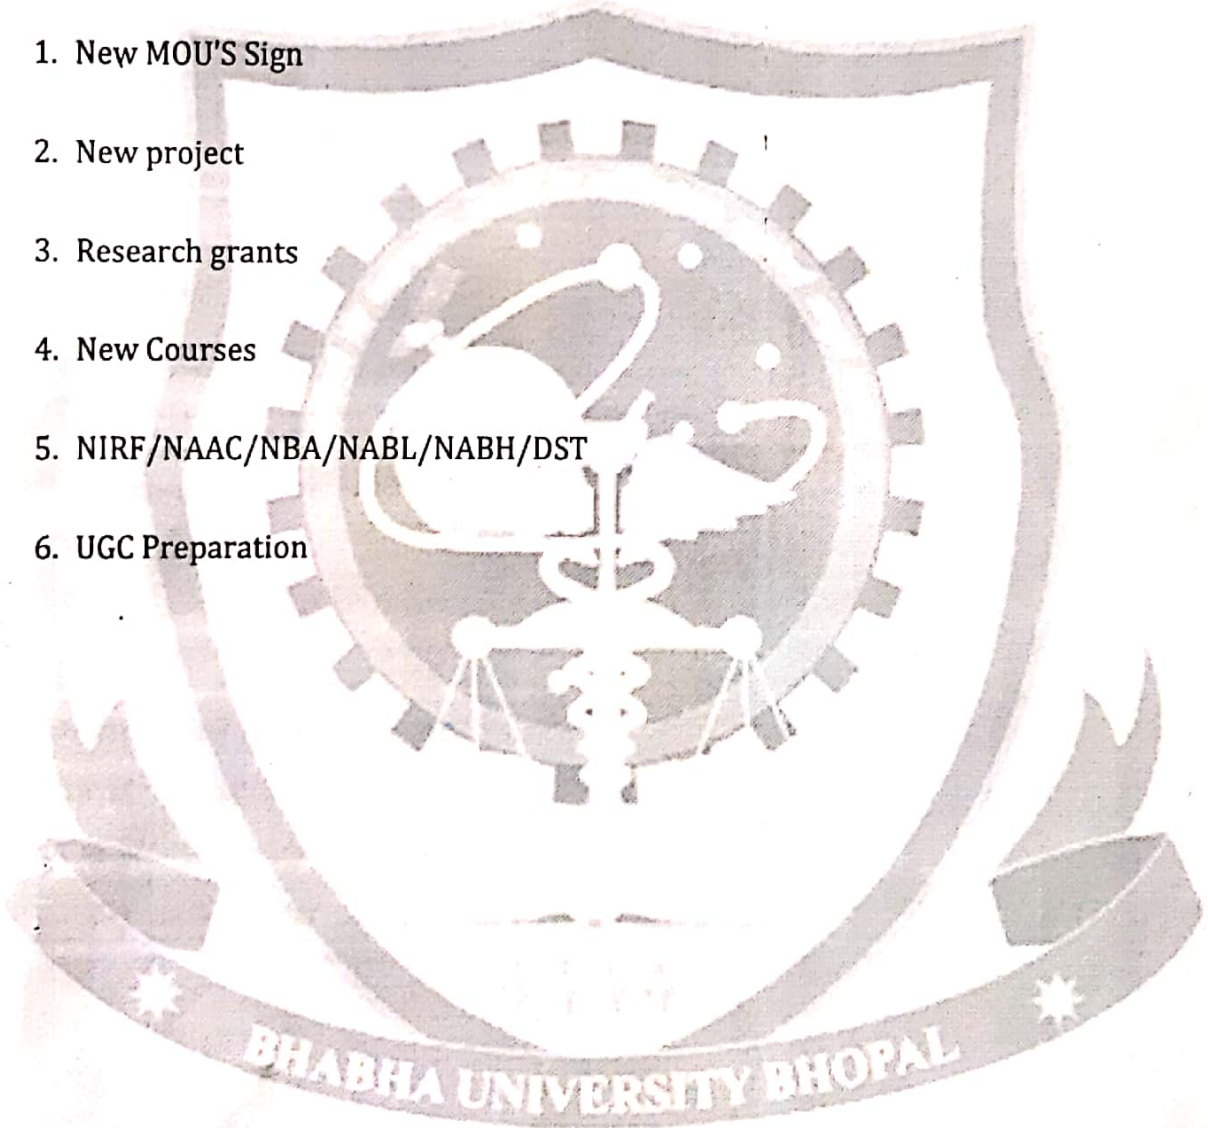 1. New MOU'S Sign
2. New project
3. Research grants
4. New Courses
5. NIRF/NAAC/NBA/NABL/NABH/DST
6. UGC Preparation
BHABHA UNIVERSITY BHOPAL